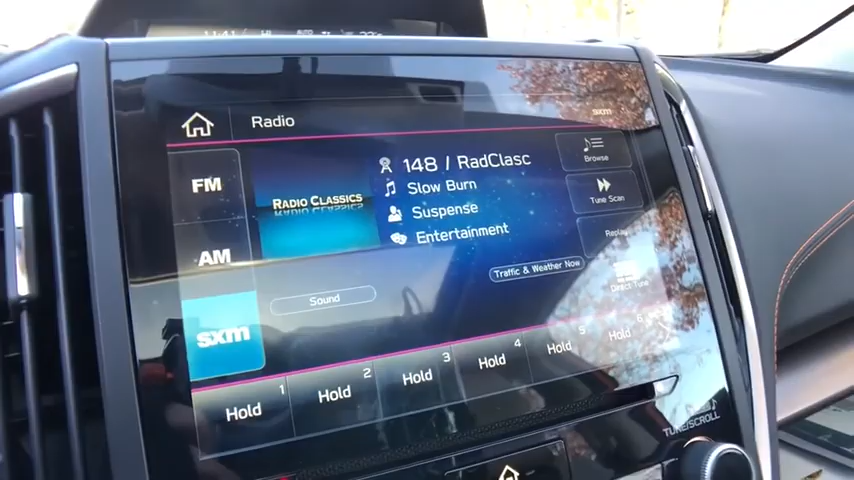 Radio
sxm
FM
AM
sxm
RADIO CLASSICS
148 / RadClasc
Slow Burn
Suspense
Entertainment
Browse
Tune Scan
Replay
Direct Tune
Traffic & Weather Now
Sound
Hold 1
Hold 2
Hold 3
Hold 4
Hold 5
Hold 6
TUNE/SCROLL